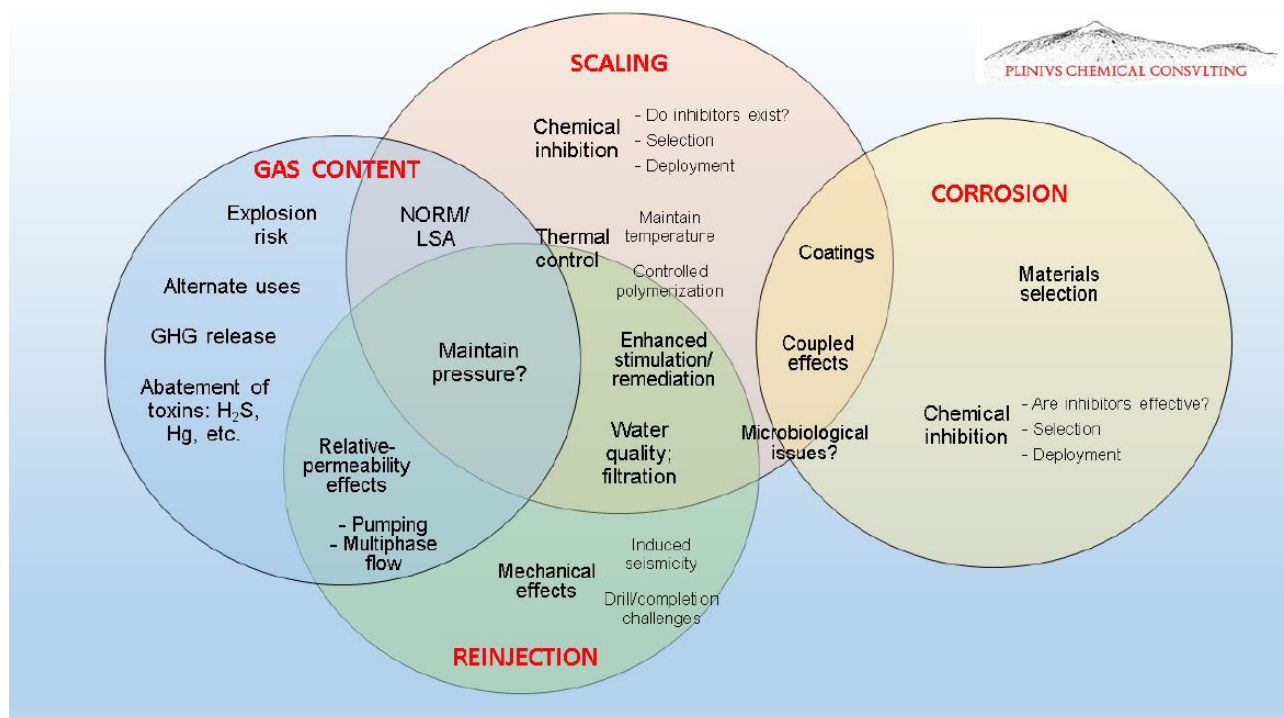 PLINIVS CHEMICAL CONSVLTING
SCALING
Chemical
inhibition
- Do inhibitors exist?
- Selection
- Deployment
GAS CONTENT
Explosion
risk
Alternate uses
GHG release
Abatement of
toxins: H₂S,
Hg, etc.
NORM/
LSA
Thermal
control
Maintain
temperature
Controlled
polymerization
Maintain
pressure?
Enhanced
stimulation/
remediation
Water
quality;
filtration
Relative-
permeability
effects
- Pumping
- Multiphase
flow
Mechanical
effects
Induced
seismicity
Drill/completion
challenges
REINJECTION
CORROSION
Coatings
Coupled
effects
Microbiological
issues?
Materials
selection
Chemical
inhibition
- Are inhibitors effective?
- Selection
- Deployment